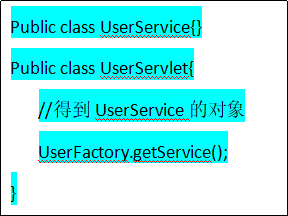 Public class UserService{}
Public class UserServlet{
//得到 UserService 的对象
UserFactory.getService();
}